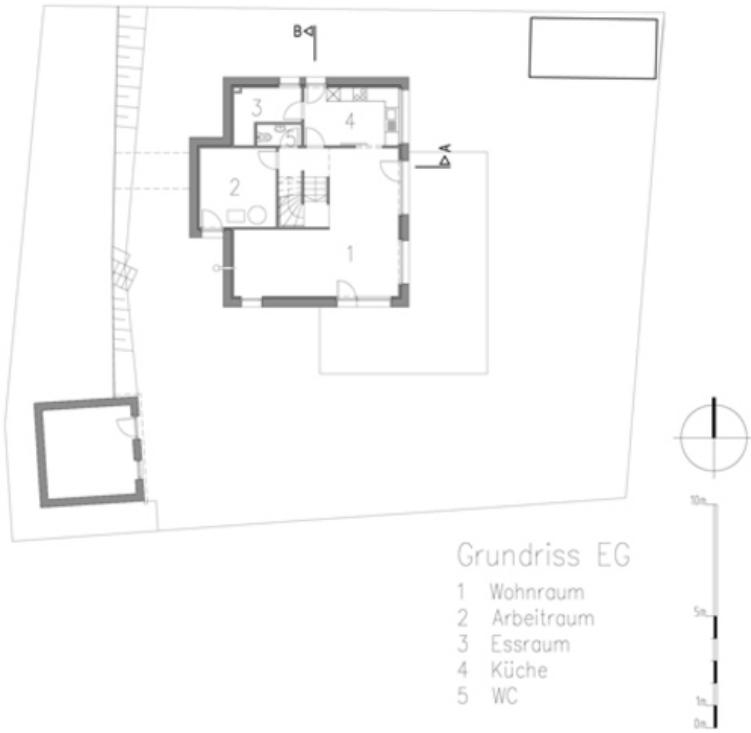 B
3
4
5
A
2
1
Grundriss EG
1 Wohnraum
2 Arbeitraum
3 Essraum
4 Küche
5 WC
10m
5m
1m
0m